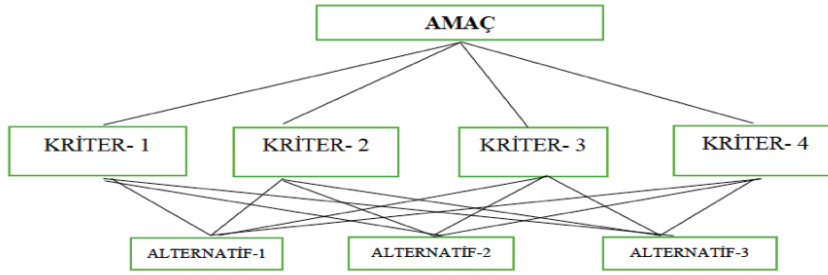 AMAÇ
KRİTER- 1
KRİTER- 2
KRİTER- 3
KRİTER- 4
ALTERNATİF-1
ALTERNATİF-2
ALTERNATİF-3